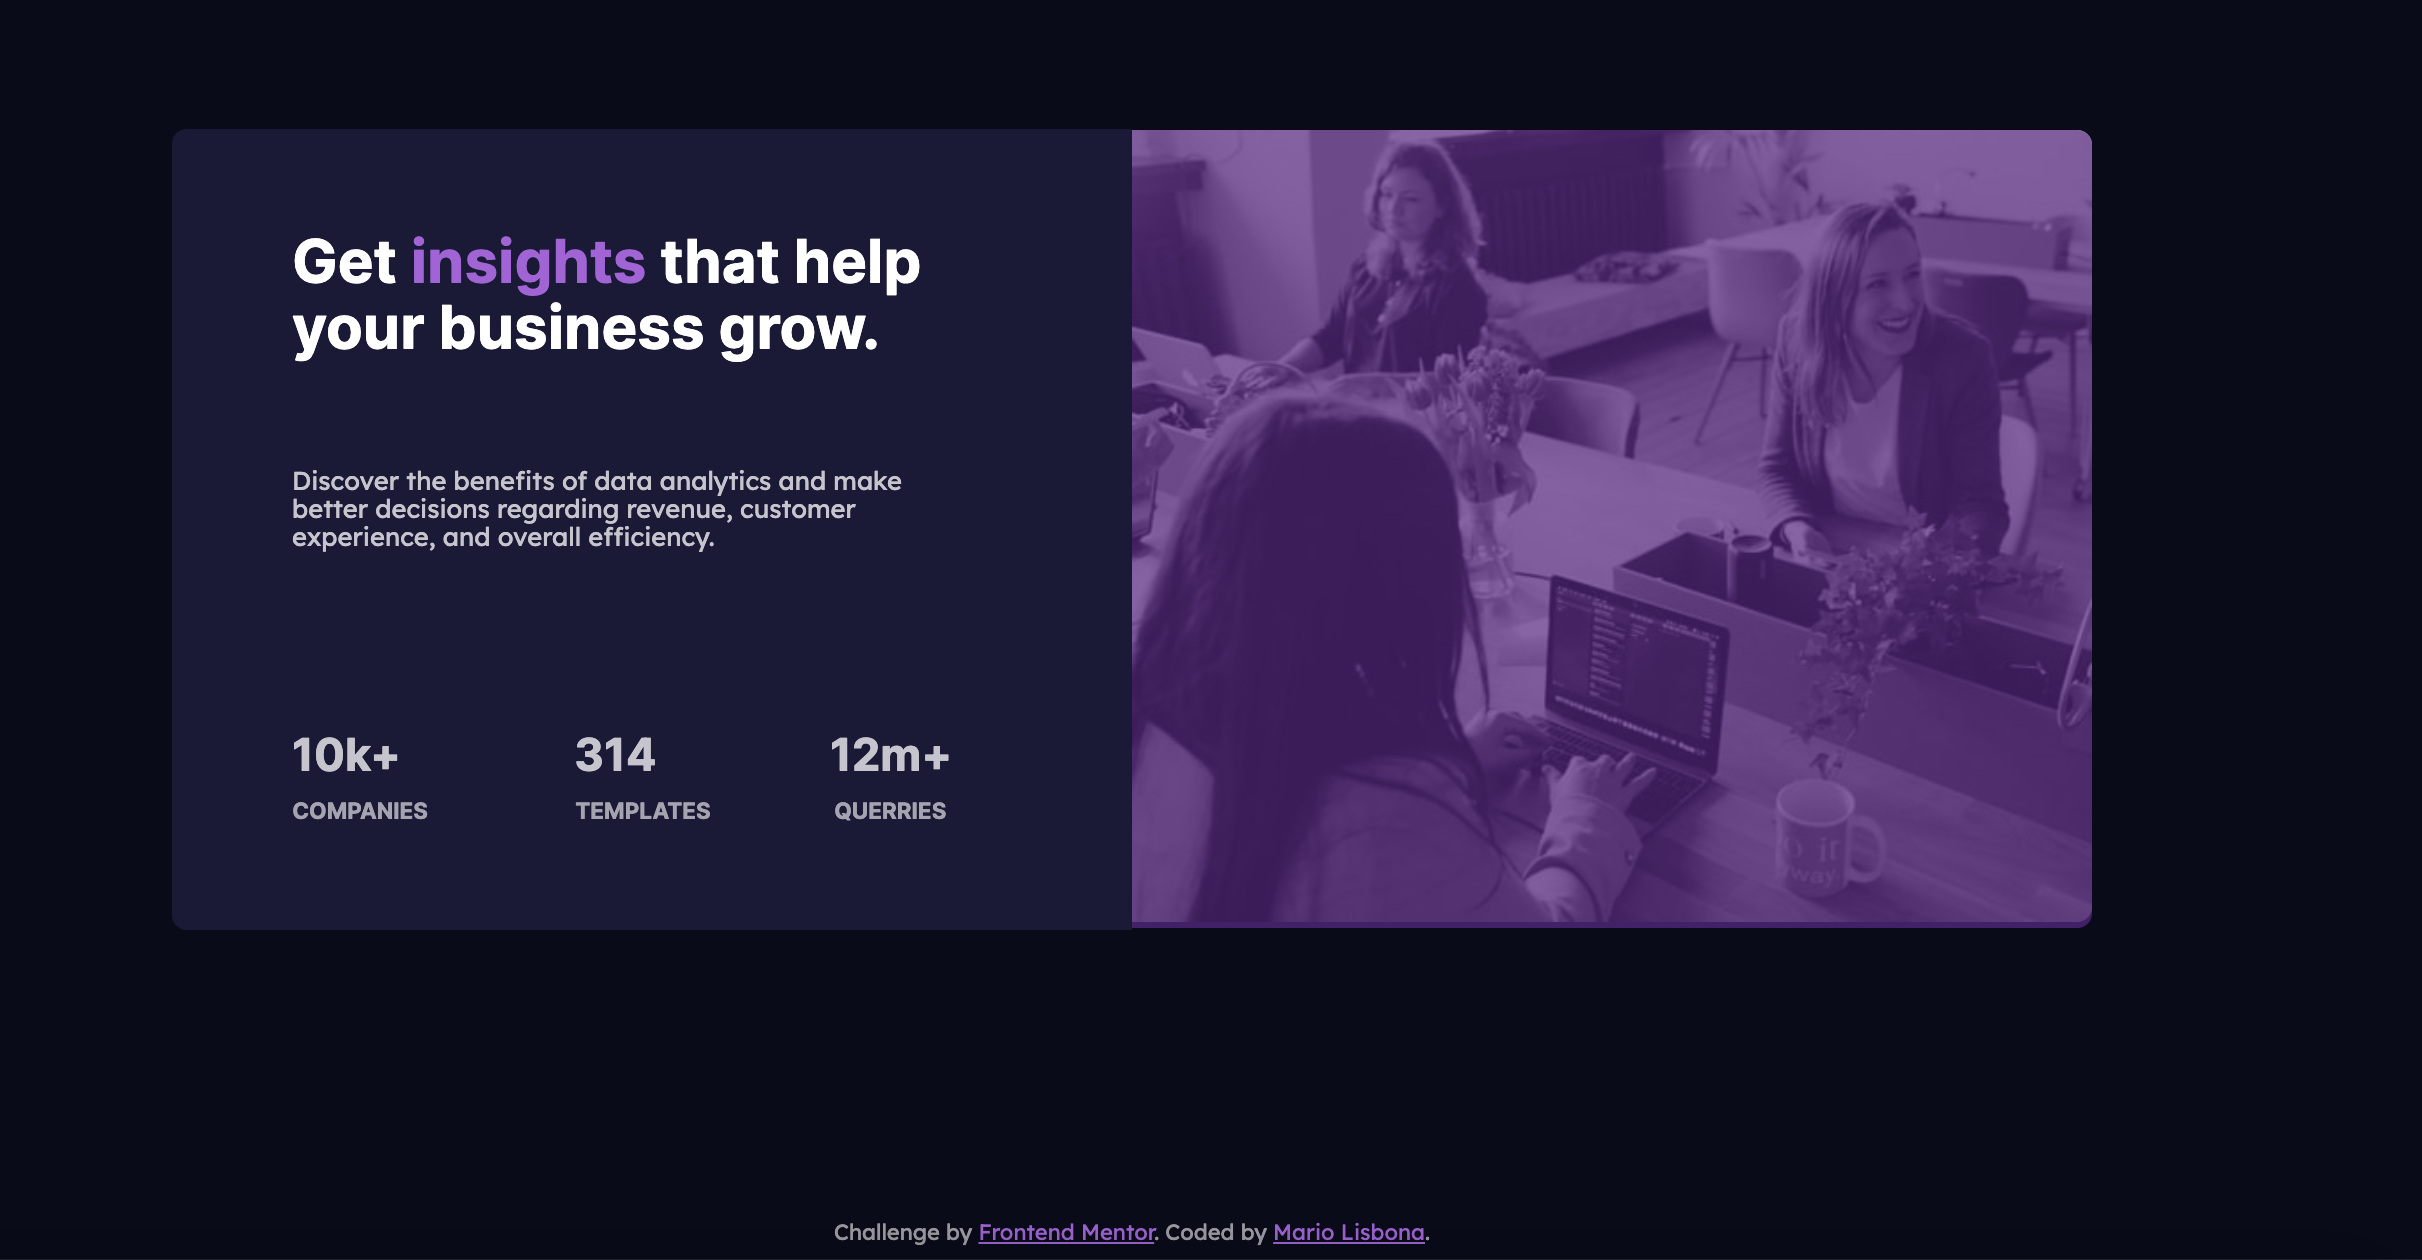 Get insights that help
your business grow.
Discover the benefits of data analytics and make
better decisions regarding revenue, customer
experience, and overall efficiency.
10k+ 314 12m+
COMPANIES TEMPLATES QUERRIES
Challenge by Frontend Mentor. Coded by Mario Lisbona.